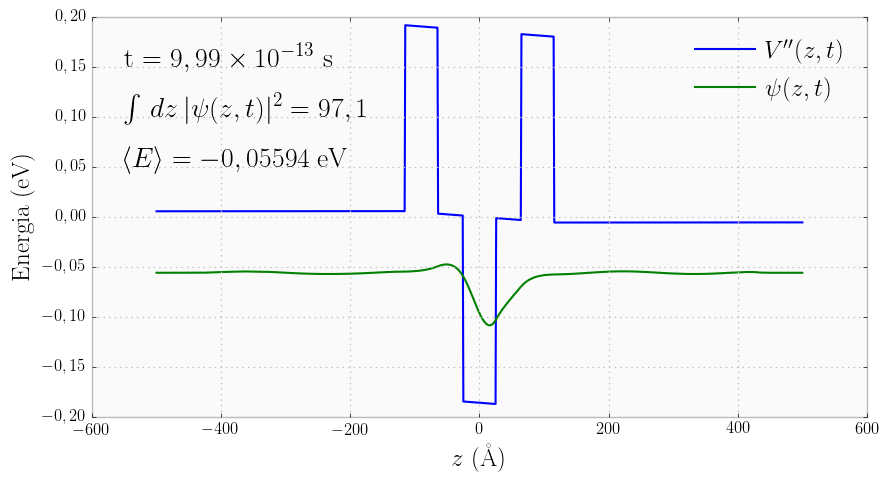 0,20
0,15
0,10
0,05
0,00
−0,05
−0,10
−0,15
−0,20
Energia (eV)
t = 9,99 × 10⁻¹³ s
∫ dz |ψ(z,t)|² = 97,1
⟨E⟩ = −0,05594 eV
V″(z,t)
ψ(z,t)
−600 −400 −200 0 200 400 600
z (Å)